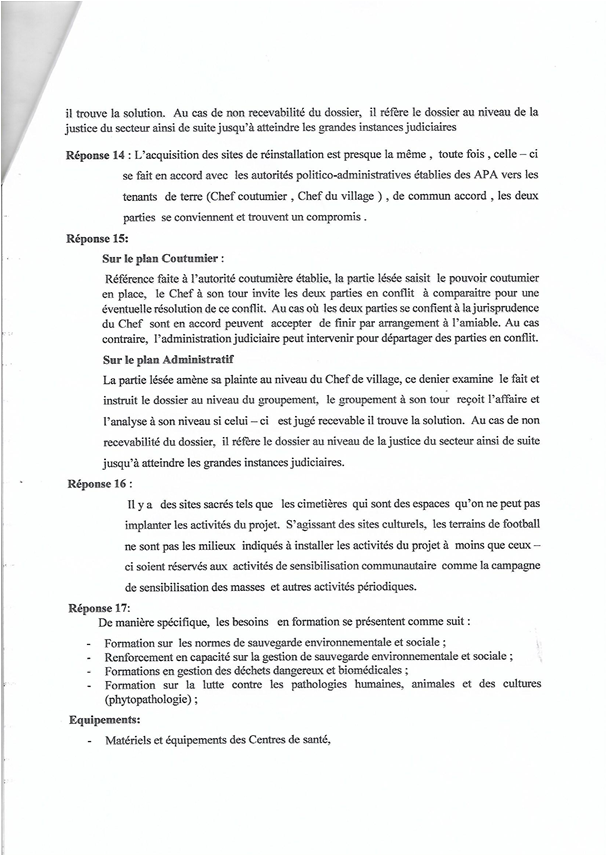 il trouve la solution. Au cas de non recevabilité du dossier, il réfère le dossier au niveau de la
justice du secteur ainsi de suite jusqu'à atteindre les grandes instances judiciaires
Réponse 14 : L'acquisition des sites de réinstallation est presque la même , toute fois , celle – ci
se fait en accord avec les autorités politico-administratives établies des APA vers les
tenants de terre (Chef coutumier , Chef du village ) , de commun accord , les deux
parties se conviennent et trouvent un compromis .
Réponse 15:
Sur le plan Coutumier :
Référence faite à l'autorité coutumière établie, la partie lésée saisit le pouvoir coutumier
en place, le Chef à son tour invite les deux parties en conflit à comparaitre pour une
éventuelle résolution de ce conflit. Au cas où les deux parties se confient à la jurisprudence
du Chef sont en accord peuvent accepter de finir par arrangement à l'amiable. Au cas
contraire, l'administration judiciaire peut intervenir pour départager des parties en conflit.
Sur le plan Administratif
La partie lésée amène sa plainte au niveau du Chef de village, ce denier examine le fait et
instruit le dossier au niveau du groupement, le groupement à son tour reçoit l'affaire et
l'analyse à son niveau si celui – ci est jugé recevable il trouve la solution. Au cas de non
recevabilité du dossier, il réfère le dossier au niveau de la justice du secteur ainsi de suite
jusqu'à atteindre les grandes instances judiciaires.
Réponse 16 :
Il y a des sites sacrés tels que les cimetières qui sont des espaces qu'on ne peut pas
implanter les activités du projet. S'agissant des sites culturels, les terrains de football
ne sont pas les milieux indiqués à installer les activités du projet à moins que ceux –
ci soient réservés aux activités de sensibilisation communautaire comme la campagne
de sensibilisation des masses et autres activités périodiques.
Réponse 17:
De manière spécifique, les besoins en formation se présentent comme suit :
- Formation sur les normes de sauvegarde environnementale et sociale ;
- Renforcement en capacité sur la gestion de sauvegarde environnementale et sociale ;
- Formations en gestion des déchets dangereux et biomédicales ;
- Formation sur la lutte contre les pathologies humaines, animales et des cultures
(phytopathologie) ;
Equipements:
- Matériels et équipements des Centres de santé,